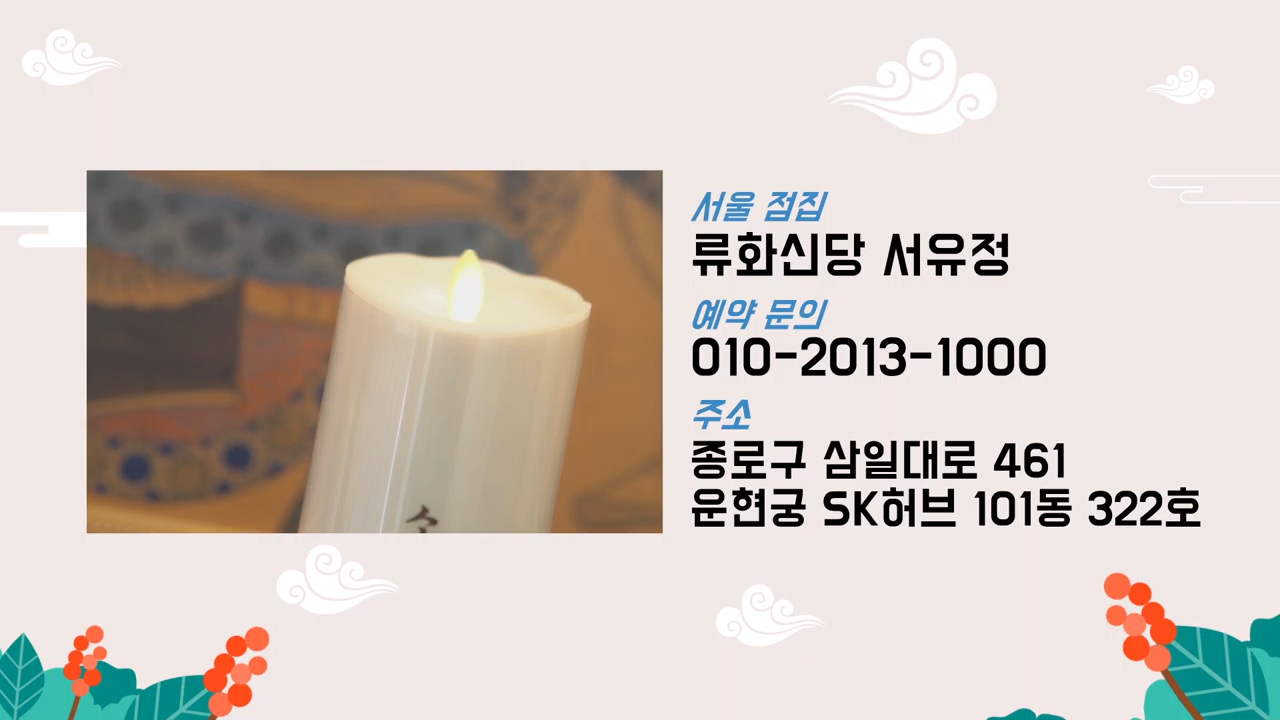 서울 점집
류화신당 서유정
예약 문의
010-2013-1000
주소
종로구 삼일대로 461
운현궁 SK허브 101동 322호